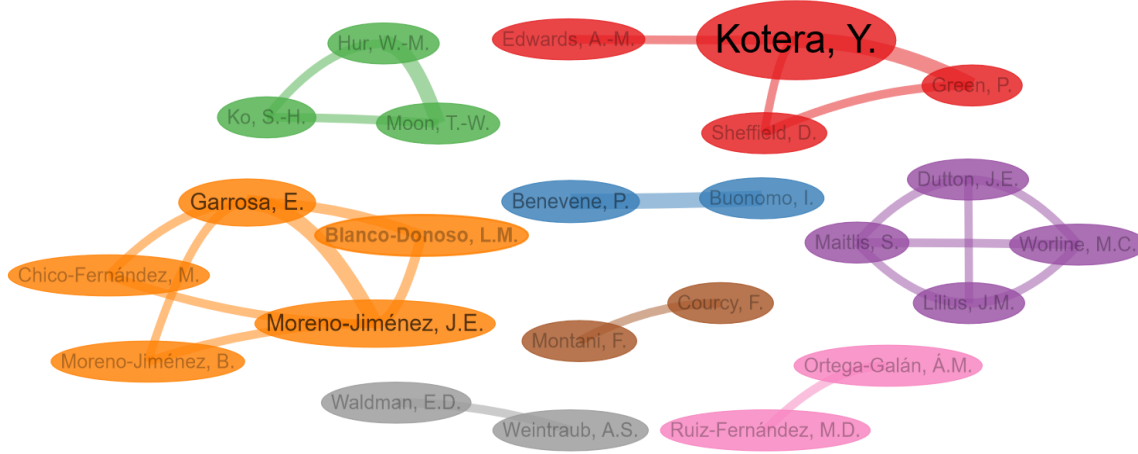 Hur, W.-M.
Edwards, A.-M.
Kotera, Y.
Green, P.
Ko, S.-H.
Moon, T.-W.
Sheffield, D.
Garrosa, E.
Benevene, P.
Buonomo, I.
Dutton, J.E.
Blanco-Donoso, L.M.
Maitlis, S.
Worline, M.C.
Chico-Fernández, M.
Courcy, F.
Lilius, J.M.
Moreno-Jiménez, J.E.
Montani, F.
Moreno-Jiménez, B.
Ortega-Galán, Á.M.
Waldman, E.D.
Weintraub, A.S.
Ruiz-Fernández, M.D.